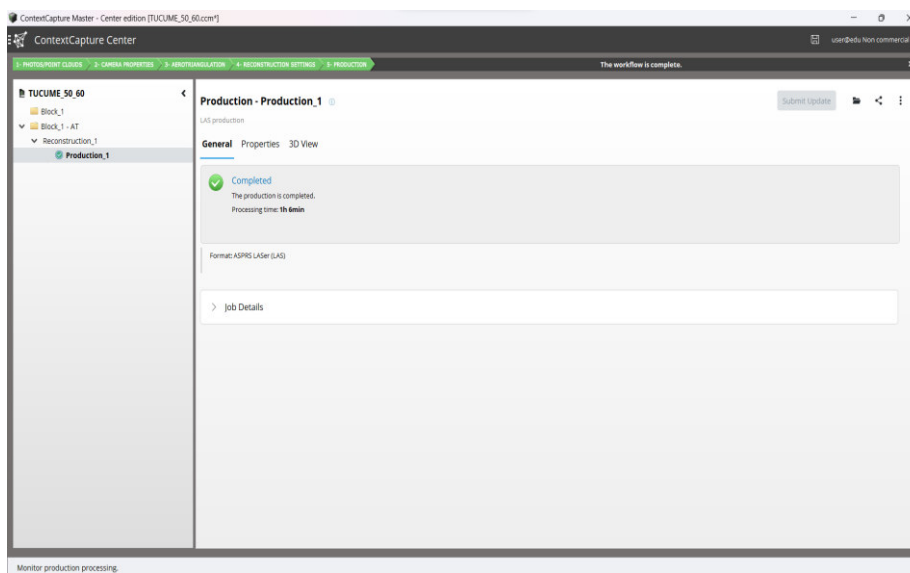 ContextCapture Master - Center edition [TUCUME_50_60.ccm*]
ContextCapture Center
user@edu Non commercial
1- PHOTOS/POINT CLOUDS 2- CAMERA PROPERTIES 3- AEROTRIANGULATION 4- RECONSTRUCTION SETTINGS 5- PRODUCTION
The workflow is complete.
TUCUME_50_60
Block_1
Block_1 - AT
Reconstruction_1
Production_1
Production - Production_1
Submit Update
LAS production
General Properties 3D View
Completed
The production is completed.
Processing time: 1h 6min
Format: ASPRS LASer (LAS)
Job Details
Monitor production processing.